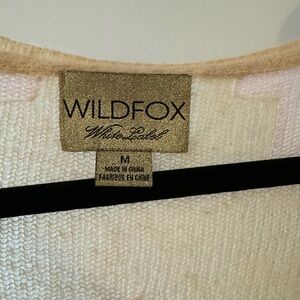 WILDFOX
White Label
M
MADE IN CHINA
FABRIQUÉ EN CHINE